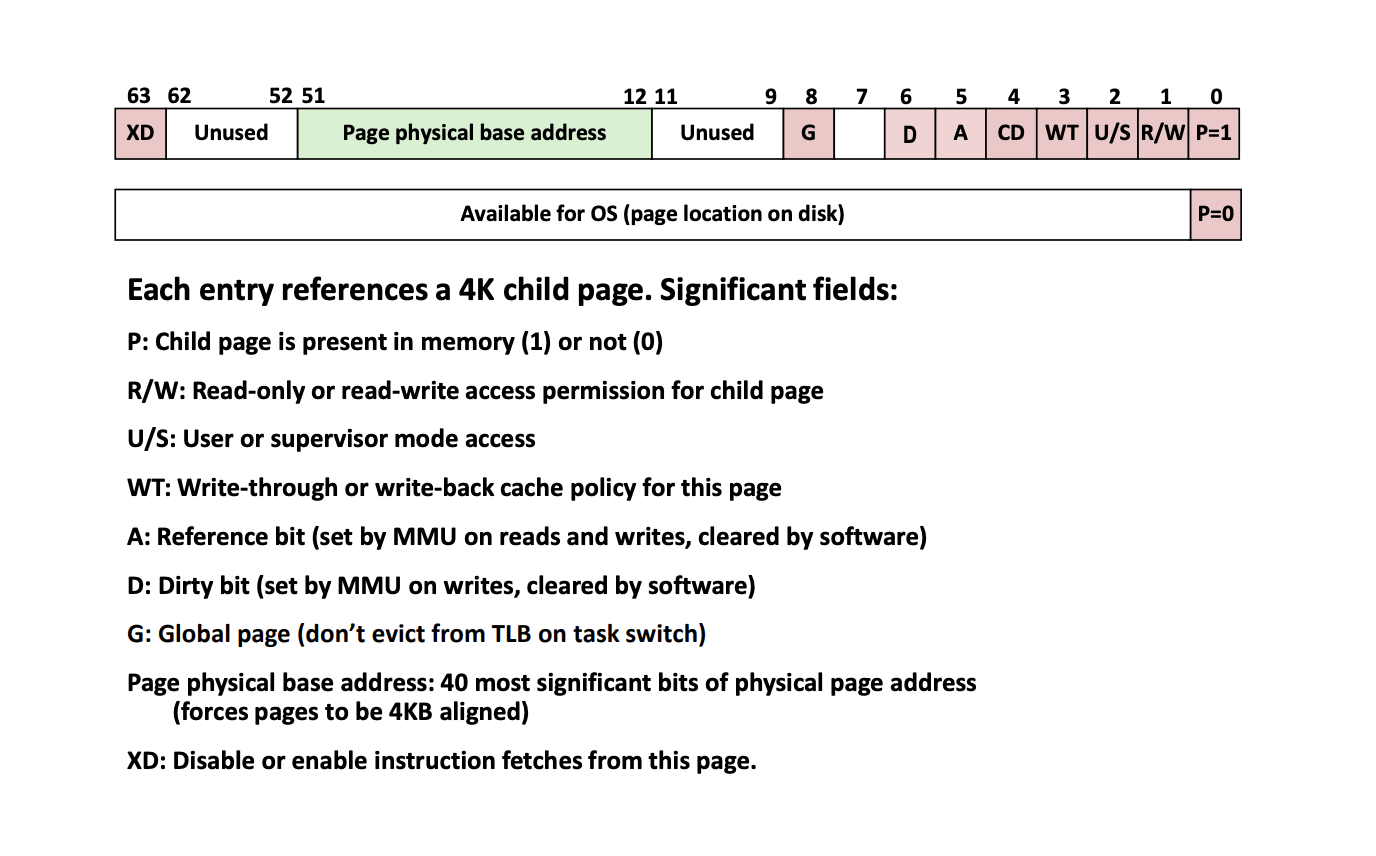 63 62 52 51 12 11 9 8 7 6 5 4 3 2 1 0
XD Unused Page physical base address Unused G D A CD WT U/S R/W P=1
Available for OS (page location on disk) P=0
Each entry references a 4K child page. Significant fields:
P: Child page is present in memory (1) or not (0)
R/W: Read-only or read-write access permission for child page
U/S: User or supervisor mode access
WT: Write-through or write-back cache policy for this page
A: Reference bit (set by MMU on reads and writes, cleared by software)
D: Dirty bit (set by MMU on writes, cleared by software)
G: Global page (don’t evict from TLB on task switch)
Page physical base address: 40 most significant bits of physical page address
(forces pages to be 4KB aligned)
XD: Disable or enable instruction fetches from this page.